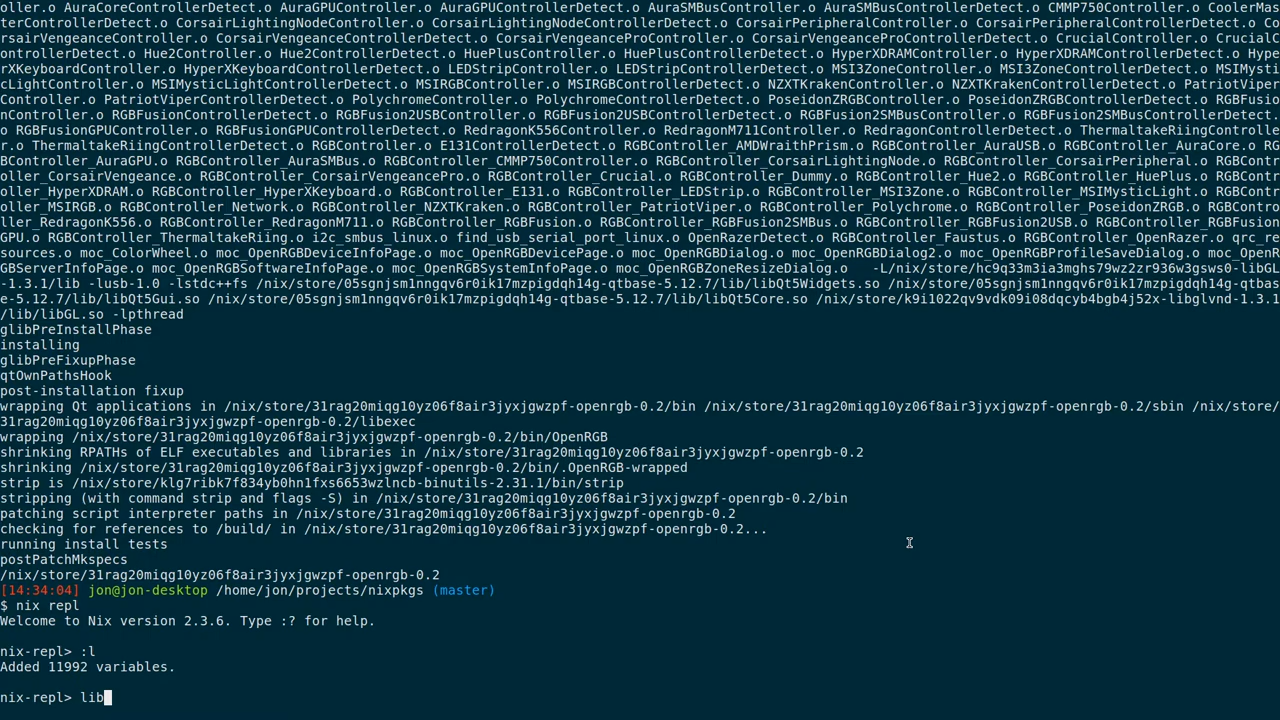 oller.o AuraCoreControllerDetect.o AuraGPUController.o AuraGPUControllerDetect.o AuraSMBusController.o AuraSMBusControllerDetect.o CMMP750Controller.o CoolerMas
terController.o CorsairLightingNodeController.o CorsairLightingNodeControllerDetect.o CorsairPeripheralController.o CorsairPeripheralControllerDetect.o Co
rsairVengeanceController.o CorsairVengeanceControllerDetect.o CorsairVengeanceProController.o CorsairVengeanceProControllerDetect.o CrucialController.o CrucialC
ontrollerDetect.o Hue2Controller.o Hue2ControllerDetect.o HuePlusController.o HuePlusControllerDetect.o HyperXDRAMController.o HyperXDRAMControllerDetect.o Hype
rXKeyboardController.o HyperXKeyboardControllerDetect.o LEDStripController.o LEDStripControllerDetect.o MSI3ZoneController.o MSI3ZoneControllerDetect.o MSIMysti
cLightController.o MSIMysticLightControllerDetect.o MSIRGBController.o MSIRGBControllerDetect.o NZXTKrakenController.o NZXTKrakenControllerDetect.o PatriotViper
Controller.o PatriotViperControllerDetect.o PolychromeController.o PolychromeControllerDetect.o PoseidonZRGBController.o PoseidonZRGBControllerDetect.o RGBFusio
nController.o RGBFusionControllerDetect.o RGBFusion2USBController.o RGBFusion2USBControllerDetect.o RGBFusion2SMBusController.o RGBFusion2SMBusControllerDetect.
o RGBFusionGPUController.o RGBFusionGPUControllerDetect.o RedragonK556Controller.o RedragonM711Controller.o RedragonControllerDetect.o ThermaltakeRiingControlle
r.o ThermaltakeRiingControllerDetect.o E131ControllerDetect.o RGBController_AMDWraithPrism.o RGBController_AuraUSB.o RGBController_AuraCore.o RG
BController_AuraGPU.o RGBController_AuraSMBus.o RGBController_CMMP750Controller.o RGBController_CorsairLightingNode.o RGBController_CorsairPeripheral.o RGBContr
oller_CorsairVengeance.o RGBController_CorsairVengeancePro.o RGBController_Crucial.o RGBController_Dummy.o RGBController_Hue2.o RGBController_HuePlus.o RGBContr
oller_HyperXDRAM.o RGBController_HyperXKeyboard.o RGBController_E131.o RGBController_LEDStrip.o RGBController_MSI3Zone.o RGBController_MSIMysticLight.o RGBContr
oller_MSIRGB.o RGBController_Network.o RGBController_NZXTKraken.o RGBController_PatriotViper.o RGBController_Polychrome.o RGBController_PoseidonZRGB.o RGBContro
ller_RedragonK556.o RGBController_RedragonM711.o RGBController_RGBFusion.o RGBController_RGBFusion2SMBus.o RGBController_RGBFusion2USB.o RGBController_RGBFusion
GPU.o RGBController_ThermaltakeRiing.o i2c_smbus_linux.o find_usb_serial_port_linux.o OpenRazerDetect.o RGBController_Faustus.o RGBController_OpenRazer.o qrc_re
sources.o moc_ColorWheel.o moc_OpenRGBDeviceInfoPage.o moc_OpenRGBDevicePage.o moc_OpenRGBDialog.o moc_OpenRGBDialog2.o moc_OpenRGBProfileSaveDialog.o moc_OpenR
GBServerInfoPage.o moc_OpenRGBSoftwareInfoPage.o moc_OpenRGBSystemInfoPage.o moc_OpenRGBZoneResizeDialog.o   -L/nix/store/hc9q33m3ia3mghs79wz2zr936w3gsws0-libGL
-1.3.1/lib -lusb-1.0 -lstdc++fs /nix/store/05sgnjsm1nngqv6r0ik17mzpigdqh14g-qtbase-5.12.7/lib/libQt5Widgets.so /nix/store/05sgnjsm1nngqv6r0ik17mzpigdqh14g-qtbas
e-5.12.7/lib/libQt5Gui.so /nix/store/05sgnjsm1nngqv6r0ik17mzpigdqh14g-qtbase-5.12.7/lib/libQt5Core.so /nix/store/k9i1022qv9vdk09i08dqcyb4bgb4j52x-libglvnd-1.3.1
/lib/libGL.so -lpthread
glibPreInstallPhase
installing
glibPreFixupPhase
qtOwnPathsHook
post-installation fixup
wrapping Qt applications in /nix/store/31rag20miqg10yz06f8air3jyxjgwzpf-openrgb-0.2/bin /nix/store/31rag20miqg10yz06f8air3jyxjgwzpf-openrgb-0.2/sbin /nix/store/
31rag20miqg10yz06f8air3jyxjgwzpf-openrgb-0.2/libexec
wrapping /nix/store/31rag20miqg10yz06f8air3jyxjgwzpf-openrgb-0.2/bin/OpenRGB
shrinking RPATHs of ELF executables and libraries in /nix/store/31rag20miqg10yz06f8air3jyxjgwzpf-openrgb-0.2
shrinking /nix/store/31rag20miqg10yz06f8air3jyxjgwzpf-openrgb-0.2/bin/.OpenRGB-wrapped
strip is /nix/store/klg7ribk7f834yb0hn1fxs6653wzlncb-binutils-2.31.1/bin/strip
stripping (with command strip and flags -S) in /nix/store/31rag20miqg10yz06f8air3jyxjgwzpf-openrgb-0.2/bin
patching script interpreter paths in /nix/store/31rag20miqg10yz06f8air3jyxjgwzpf-openrgb-0.2
checking for references to /build/ in /nix/store/31rag20miqg10yz06f8air3jyxjgwzpf-openrgb-0.2...
running install tests
postPatchMkspecs
/nix/store/31rag20miqg10yz06f8air3jyxjgwzpf-openrgb-0.2
[14:34:04] jon@jon-desktop /home/jon/projects/nixpkgs (master)
$ nix repl
Welcome to Nix version 2.3.6. Type :? for help.
nix-repl> :l
Added 11992 variables.
nix-repl> lib